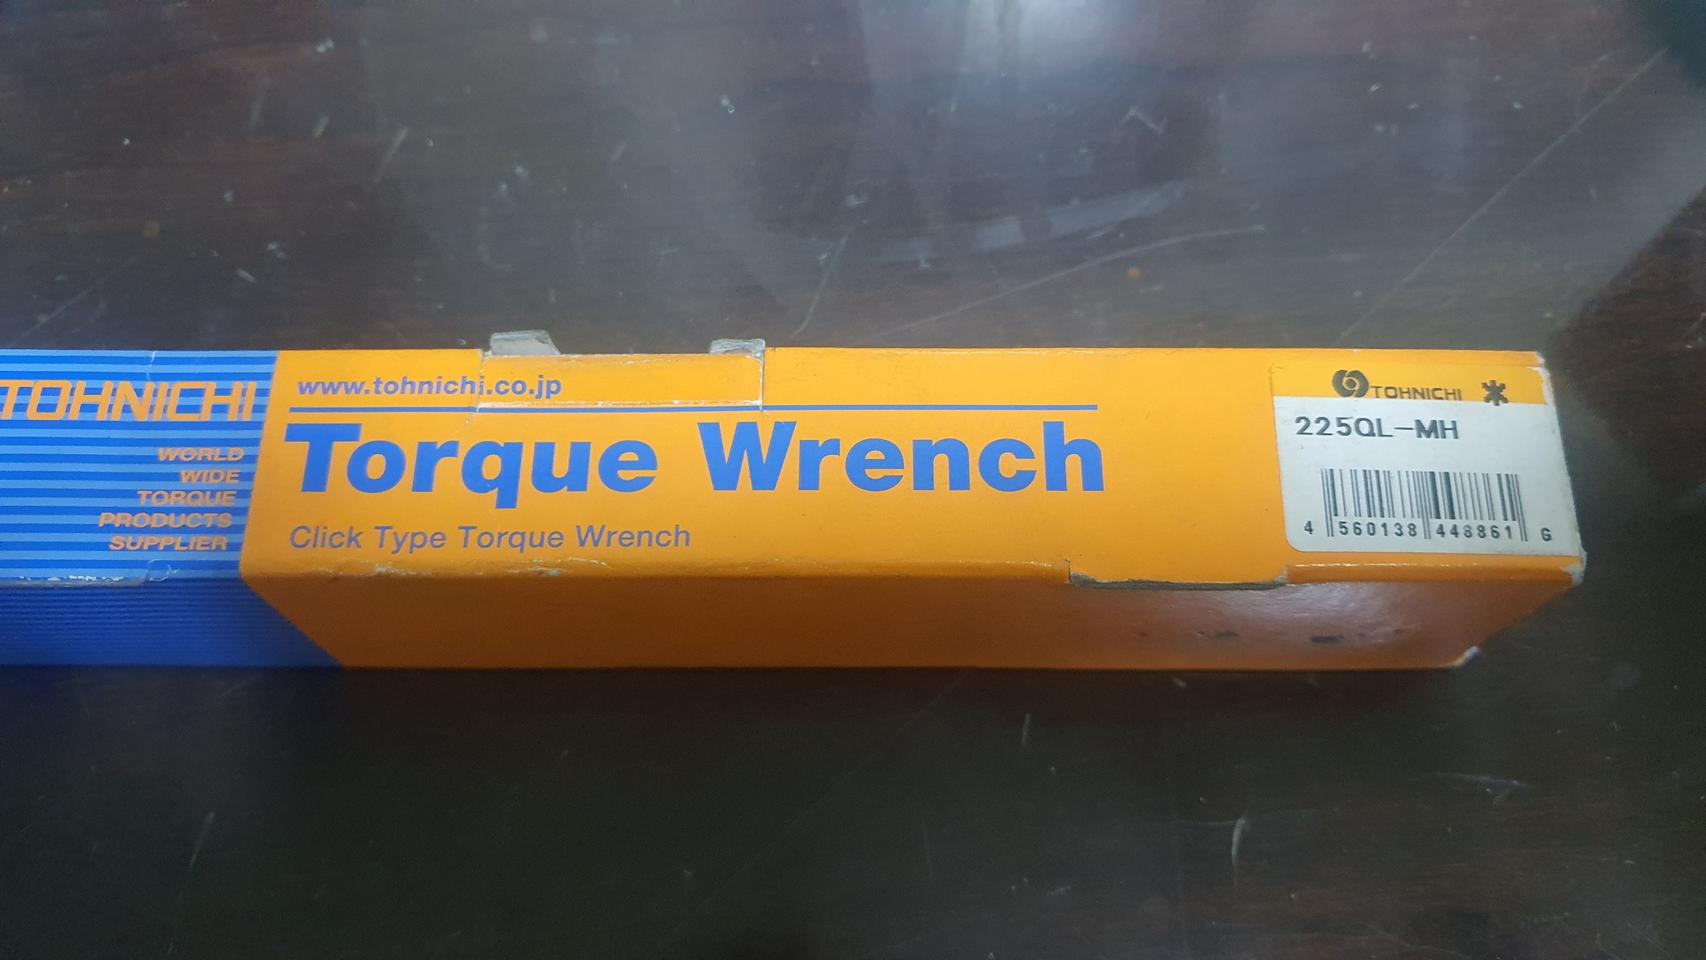 TOHNICHI
WORLD
WIDE
TORQUE
PRODUCTS
SUPPLIER
www.tohnichi.co.jp
Torque Wrench
Click Type Torque Wrench
TOHNICHI
225QL-MH
4 560138 448861 G